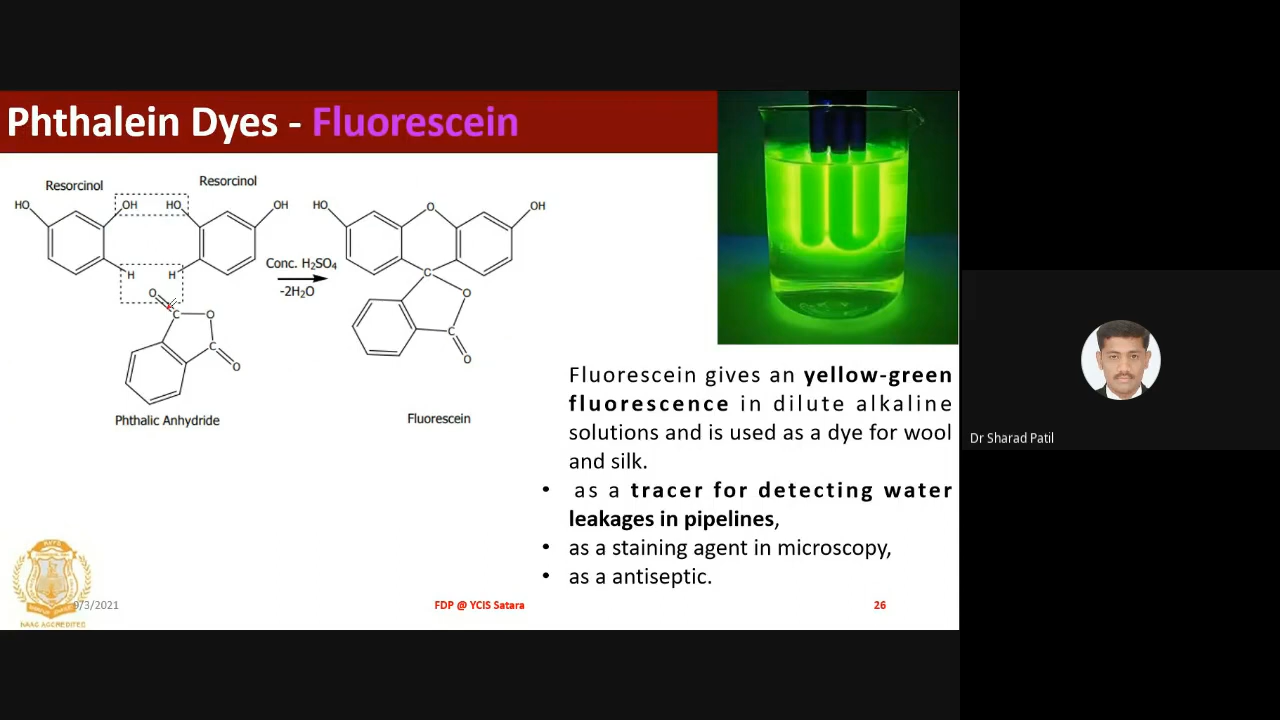 Phthalein Dyes - Fluorescein
Resorcinol
Resorcinol
HO
OH
HO
OH
HO
O
OH
H
H
Conc. H₂SO₄
-2H₂O
C
O
C
O
C
O
O
C
O
Phthalic Anhydride
Fluorescein
Fluorescein gives an yellow-green
fluorescence in dilute alkaline
solutions and is used as a dye for wool
and silk.
• as a tracer for detecting water
leakages in pipelines,
• as a staining agent in microscopy,
• as a antiseptic.
9/3/2021
FDP @ YCIS Satara
26
NAAC ACCREDITED
Dr Sharad Patil